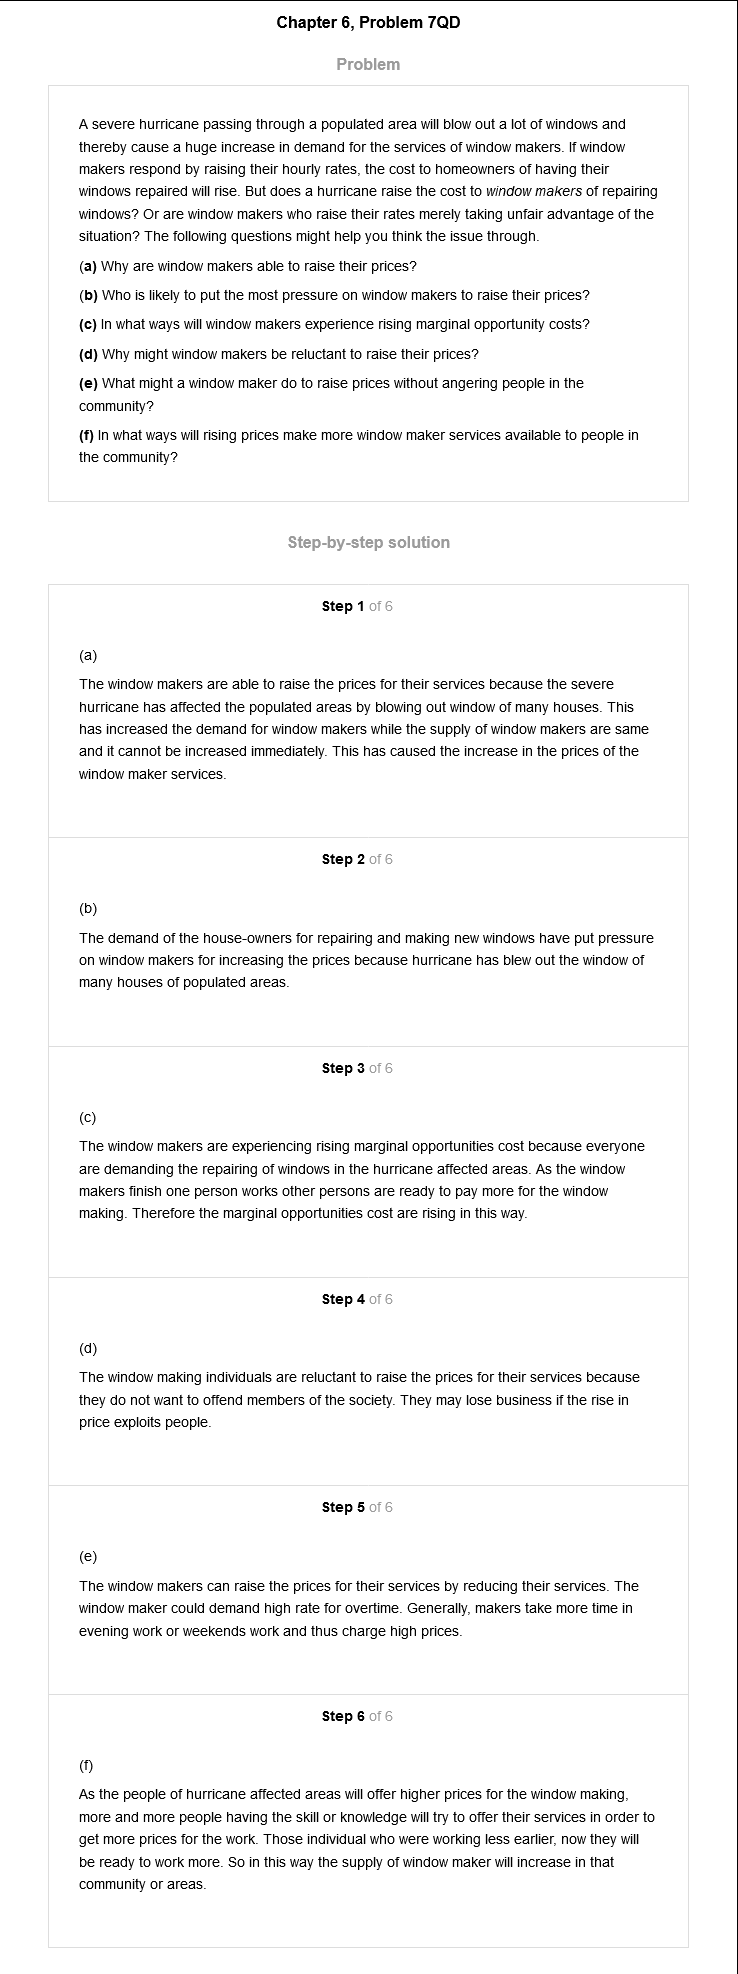 Chapter 6, Problem 7QD
Problem
A severe hurricane passing through a populated area will blow out a lot of windows and
thereby cause a huge increase in demand for the services of window makers. If window
makers respond by raising their hourly rates, the cost to homeowners of having their
windows repaired will rise. But does a hurricane raise the cost to window makers of repairing
windows? Or are window makers who raise their rates merely taking unfair advantage of the
situation? The following questions might help you think the issue through.
(a) Why are window makers able to raise their prices?
(b) Who is likely to put the most pressure on window makers to raise their prices?
(c) In what ways will window makers experience rising marginal opportunity costs?
(d) Why might window makers be reluctant to raise their prices?
(e) What might a window maker do to raise prices without angering people in the
community?
(f) In what ways will rising prices make more window maker services available to people in
the community?
Step-by-step solution
Step 1 of 6
(a)
The window makers are able to raise the prices for their services because the severe
hurricane has affected the populated areas by blowing out window of many houses. This
has increased the demand for window makers while the supply of window makers are same
and it cannot be increased immediately. This has caused the increase in the prices of the
window maker services.
Step 2 of 6
(b)
The demand of the house-owners for repairing and making new windows have put pressure
on window makers for increasing the prices because hurricane has blew out the window of
many houses of populated areas.
Step 3 of 6
(c)
The window makers are experiencing rising marginal opportunities cost because everyone
are demanding the repairing of windows in the hurricane affected areas. As the window
makers finish one person works other persons are ready to pay more for the window
making. Therefore the marginal opportunities cost are rising in this way.
Step 4 of 6
(d)
The window making individuals are reluctant to raise the prices for their services because
they do not want to offend members of the society. They may lose business if the rise in
price exploits people.
Step 5 of 6
(e)
The window makers can raise the prices for their services by reducing their services. The
window maker could demand high rate for overtime. Generally, makers take more time in
evening work or weekends work and thus charge high prices.
Step 6 of 6
(f)
As the people of hurricane affected areas will offer higher prices for the window making,
more and more people having the skill or knowledge will try to offer their services in order to
get more prices for the work. Those individual who were working less earlier, now they will
be ready to work more. So in this way the supply of window maker will increase in that
community or areas.